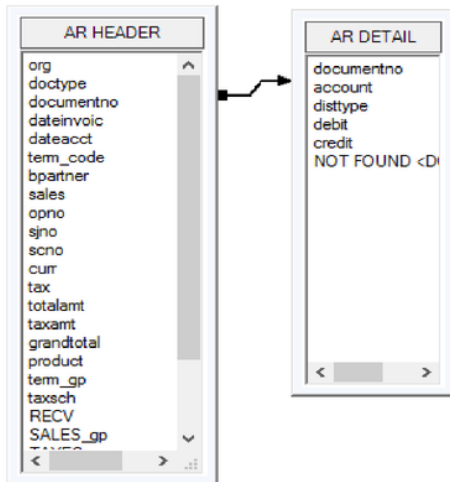 AR HEADER
org
doctype
documentno
dateinvoic
dateacct
term_code
bpartner
sales
opno
sjno
scno
curr
tax
totalamt
taxamt
grandtotal
product
term_gp
taxsch
RECV
SALES_gp
AR DETAIL
documentno
account
disttype
debit
credit
NOT FOUND <D